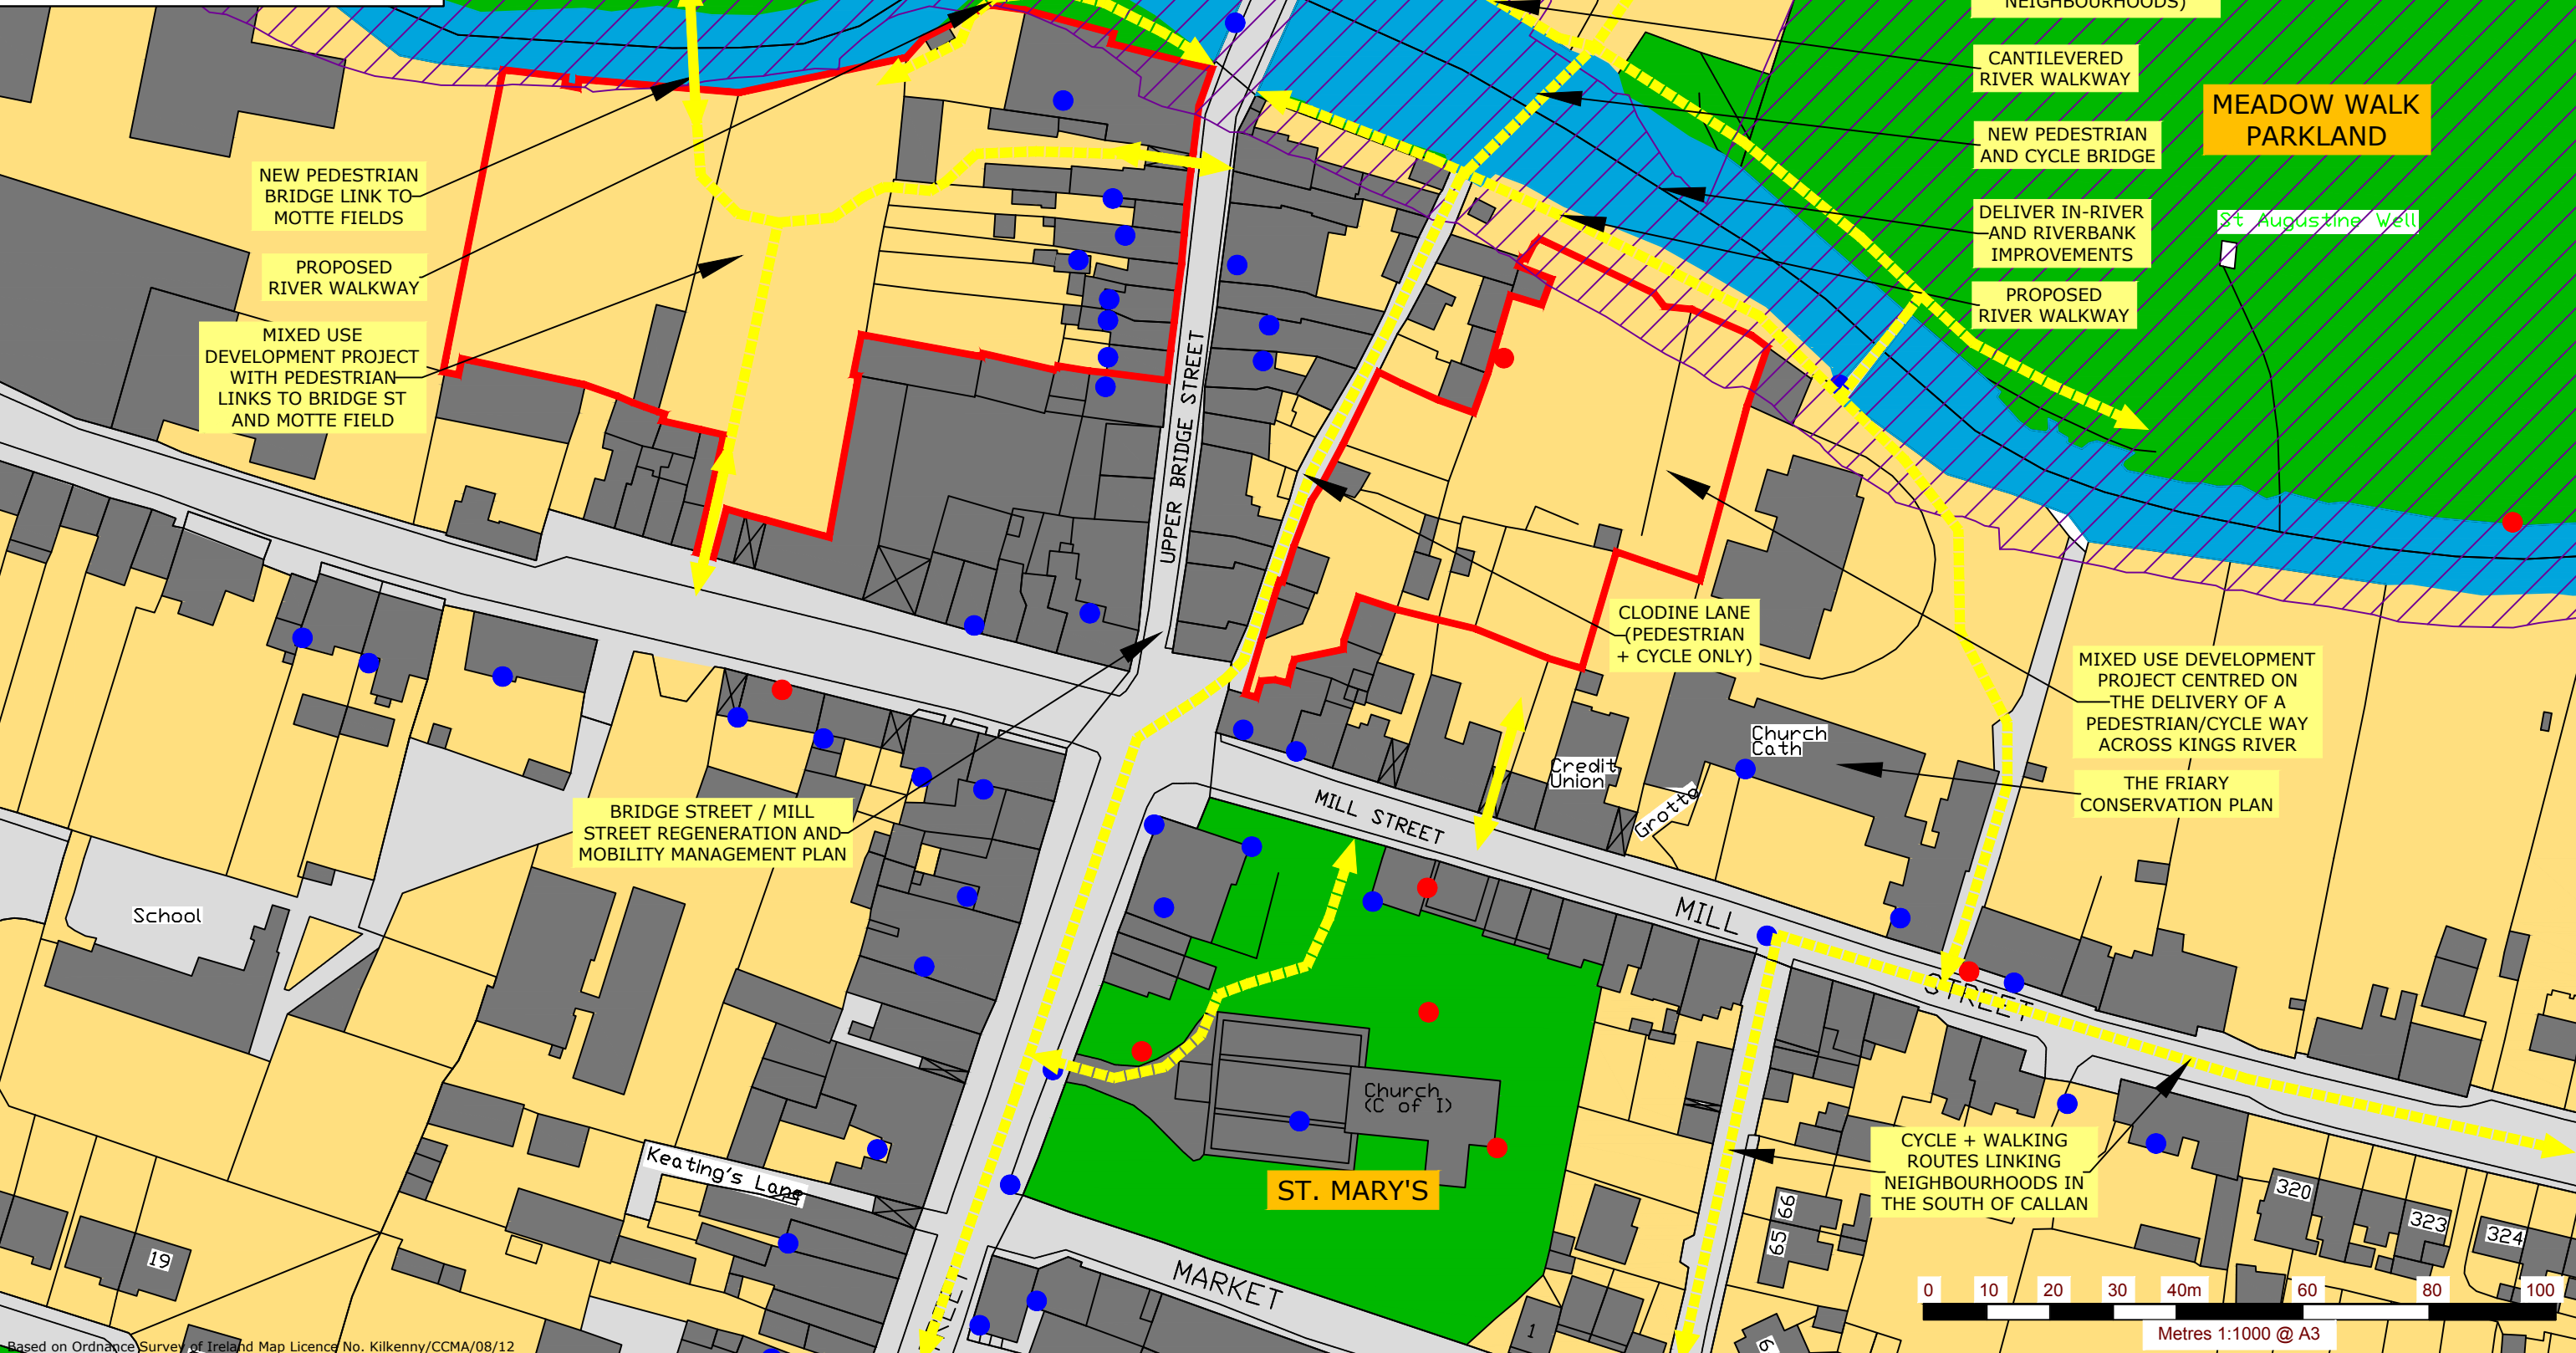 NEIGHBOURHOODS)
CANTILEVERED
RIVER WALKWAY
MEADOW WALK
PARKLAND
NEW PEDESTRIAN
AND CYCLE BRIDGE
St Augustine Well
DELIVER IN-RIVER
AND RIVERBANK
IMPROVEMENTS
PROPOSED
RIVER WALKWAY
NEW PEDESTRIAN
BRIDGE LINK TO
MOTTE FIELDS
PROPOSED
RIVER WALKWAY
MIXED USE
DEVELOPMENT PROJECT
WITH PEDESTRIAN
LINKS TO BRIDGE ST
AND MOTTE FIELD
UPPER BRIDGE STREET
CLODINE LANE
(PEDESTRIAN
+ CYCLE ONLY)
MIXED USE DEVELOPMENT
PROJECT CENTRED ON
THE DELIVERY OF A
PEDESTRIAN/CYCLE WAY
ACROSS KINGS RIVER
THE FRIARY
CONSERVATION PLAN
Church
Cath
Credit
Union
Grotto
MILL STREET
BRIDGE STREET / MILL
STREET REGENERATION AND
MOBILITY MANAGEMENT PLAN
School
MILL
STREET
Church
(C of I)
ST. MARY'S
CYCLE + WALKING
ROUTES LINKING
NEIGHBOURHOODS IN
THE SOUTH OF CALLAN
Keating's Lane
19
66
65
320
323
324
MARKET
1
0 10 20 30 40m 60 80 100
Metres 1:1000 @ A3
Based on Ordnance Survey of Ireland Map Licence No. Kilkenny/CCMA/08/12